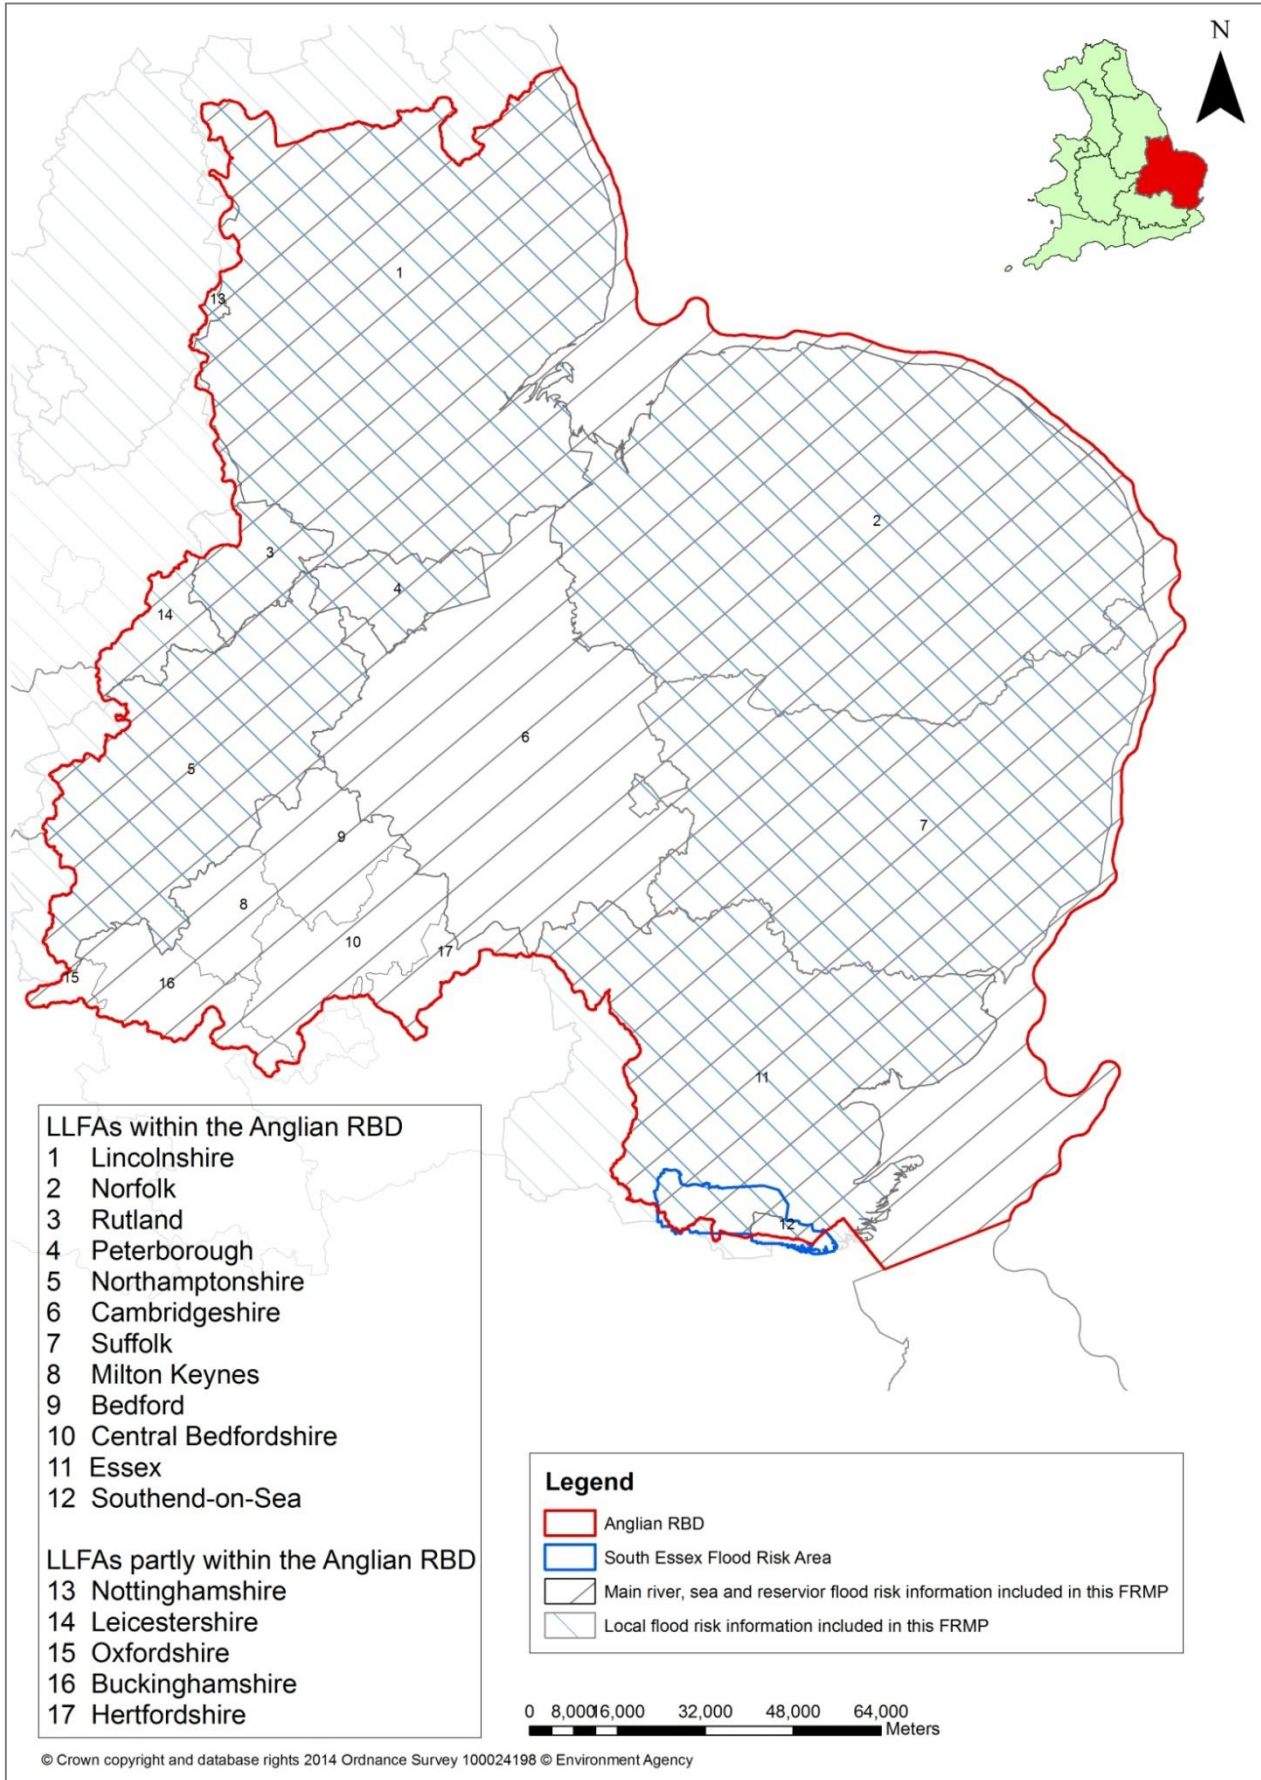 N
1
13
2
3
4
14
6
5
7
9
8
10
17
15
16
11
12
LLFAs within the Anglian RBD
1 Lincolnshire
2 Norfolk
3 Rutland
4 Peterborough
5 Northamptonshire
6 Cambridgeshire
7 Suffolk
8 Milton Keynes
9 Bedford
10 Central Bedfordshire
11 Essex
12 Southend-on-Sea
LLFAs partly within the Anglian RBD
13 Nottinghamshire
14 Leicestershire
15 Oxfordshire
16 Buckinghamshire
17 Hertfordshire
Legend
Anglian RBD
South Essex Flood Risk Area
Main river, sea and reservior flood risk information included in this FRMP
Local flood risk information included in this FRMP
0 8,000 16,000 32,000 48,000 64,000
Meters
© Crown copyright and database rights 2014 Ordnance Survey 100024198 © Environment Agency